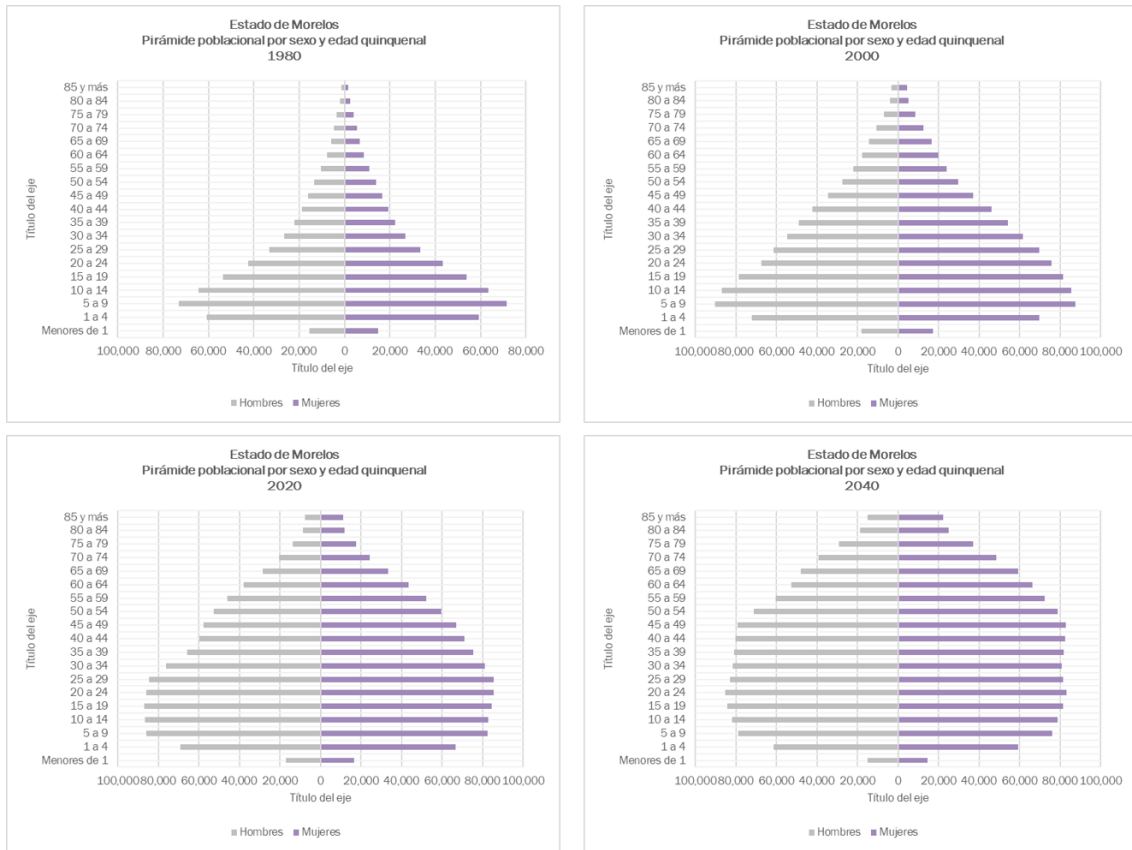 Estado de Morelos
Pirámide poblacional por sexo y edad quinquenal
1980
Título del eje
85 y más
80 a 84
75 a 79
70 a 74
65 a 69
60 a 64
55 a 59
50 a 54
45 a 49
40 a 44
35 a 39
30 a 34
25 a 29
20 a 24
15 a 19
10 a 14
5 a 9
1 a 4
Menores de 1
100,000 80,000 60,000 40,000 20,000 0 20,000 40,000 60,000 80,000
Título del eje
Hombres Mujeres
Estado de Morelos
Pirámide poblacional por sexo y edad quinquenal
2000
Título del eje
85 y más
80 a 84
75 a 79
70 a 74
65 a 69
60 a 64
55 a 59
50 a 54
45 a 49
40 a 44
35 a 39
30 a 34
25 a 29
20 a 24
15 a 19
10 a 14
5 a 9
1 a 4
Menores de 1
100,000 80,000 60,000 40,000 20,000 0 20,000 40,000 60,000 80,000 100,000
Título del eje
Hombres Mujeres
Estado de Morelos
Pirámide poblacional por sexo y edad quinquenal
2020
Título del eje
85 y más
80 a 84
75 a 79
70 a 74
65 a 69
60 a 64
55 a 59
50 a 54
45 a 49
40 a 44
35 a 39
30 a 34
25 a 29
20 a 24
15 a 19
10 a 14
5 a 9
1 a 4
Menores de 1
100,000 80,000 60,000 40,000 20,000 0 20,000 40,000 60,000 80,000 100,000
Título del eje
Hombres Mujeres
Estado de Morelos
Pirámide poblacional por sexo y edad quinquenal
2040
Título del eje
85 y más
80 a 84
75 a 79
70 a 74
65 a 69
60 a 64
55 a 59
50 a 54
45 a 49
40 a 44
35 a 39
30 a 34
25 a 29
20 a 24
15 a 19
10 a 14
5 a 9
1 a 4
Menores de 1
100,000 80,000 60,000 40,000 20,000 0 20,000 40,000 60,000 80,000 100,000
Título del eje
Hombres Mujeres